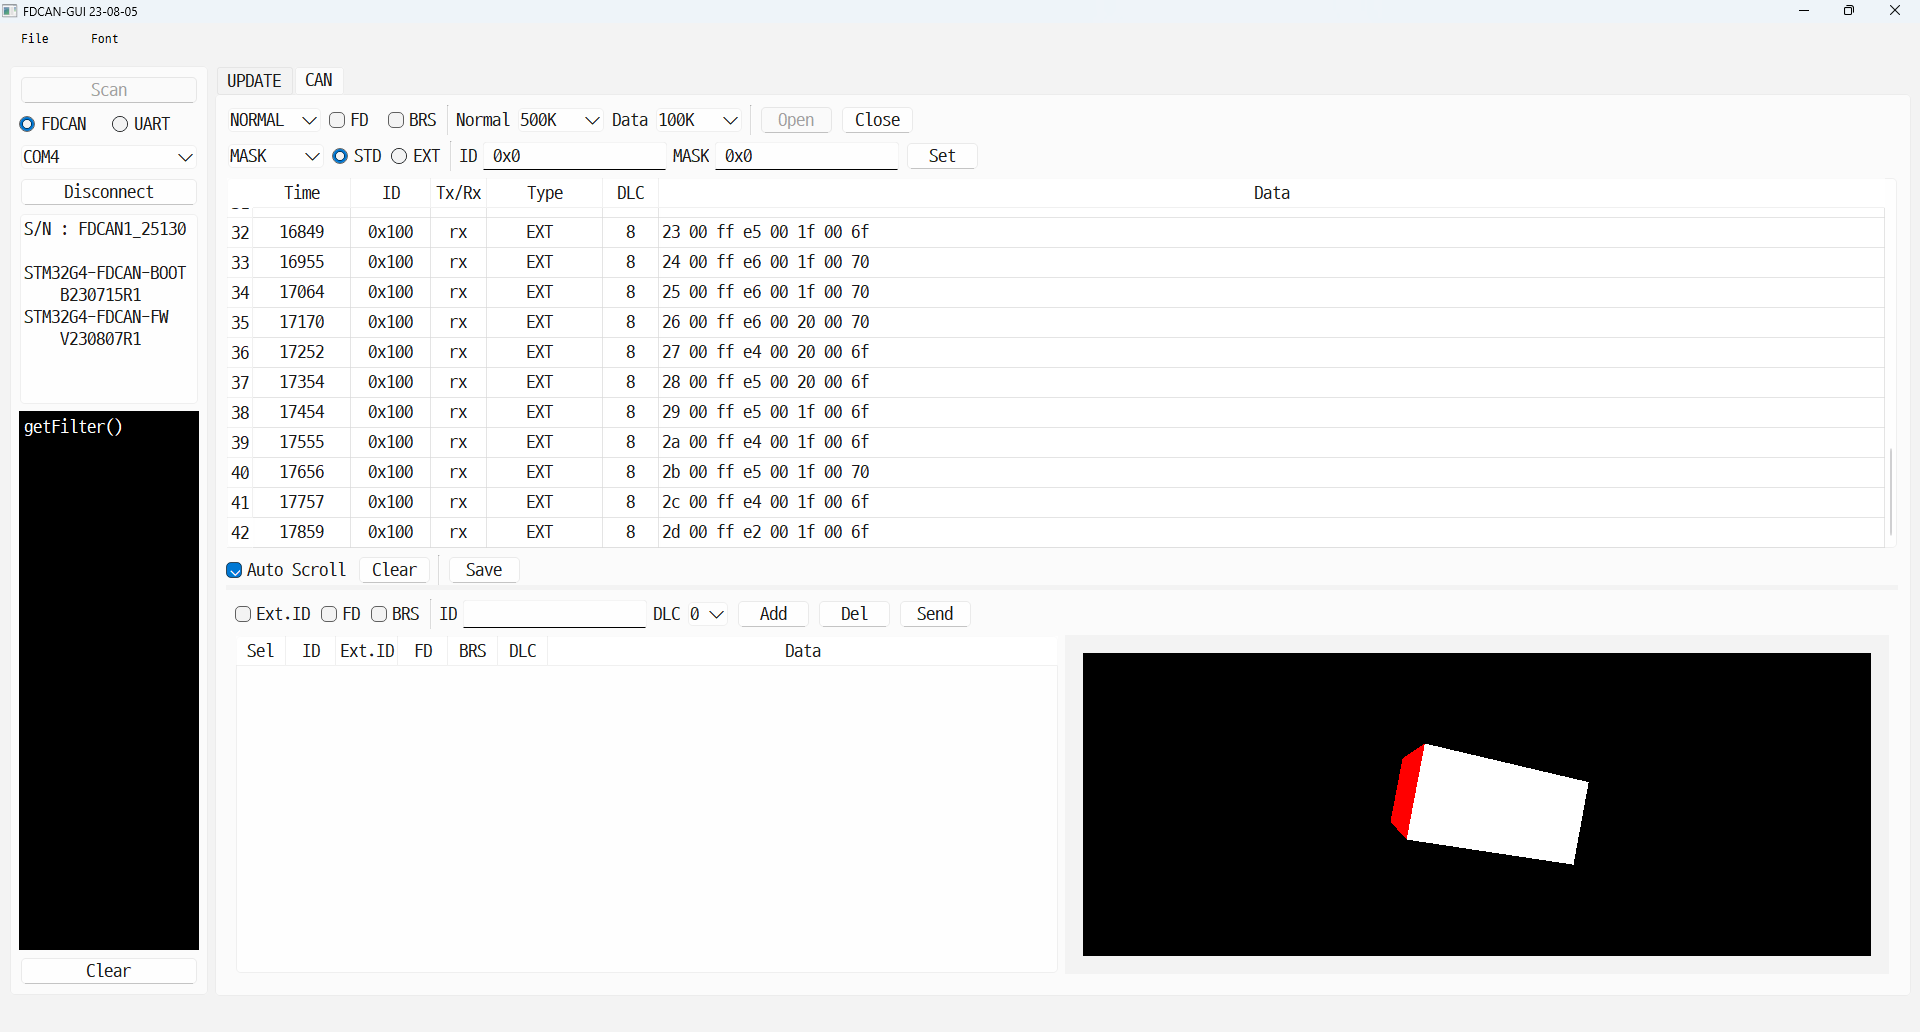 FDCAN-GUI 23-08-05
File Font
Scan
FDCAN UART
COM4
Disconnect
S/N : FDCAN1_25130
STM32G4-FDCAN-BOOT
B230715R1
STM32G4-FDCAN-FW
V230807R1
getFilter()
Clear
UPDATE CAN
NORMAL FD BRS Normal 500K Data 100K Open Close
MASK STD EXT ID 0x0 MASK 0x0 Set
Time ID Tx/Rx Type DLC Data
32 16849 0x100 rx EXT 8 23 00 ff e5 00 1f 00 6f
33 16955 0x100 rx EXT 8 24 00 ff e6 00 1f 00 70
34 17064 0x100 rx EXT 8 25 00 ff e6 00 1f 00 70
35 17170 0x100 rx EXT 8 26 00 ff e6 00 20 00 70
36 17252 0x100 rx EXT 8 27 00 ff e4 00 20 00 6f
37 17354 0x100 rx EXT 8 28 00 ff e5 00 20 00 6f
38 17454 0x100 rx EXT 8 29 00 ff e5 00 1f 00 6f
39 17555 0x100 rx EXT 8 2a 00 ff e4 00 1f 00 6f
40 17656 0x100 rx EXT 8 2b 00 ff e5 00 1f 00 70
41 17757 0x100 rx EXT 8 2c 00 ff e4 00 1f 00 6f
42 17859 0x100 rx EXT 8 2d 00 ff e2 00 1f 00 6f
Auto Scroll Clear Save
Ext.ID FD BRS ID DLC 0 Add Del Send
Sel ID Ext.ID FD BRS DLC Data